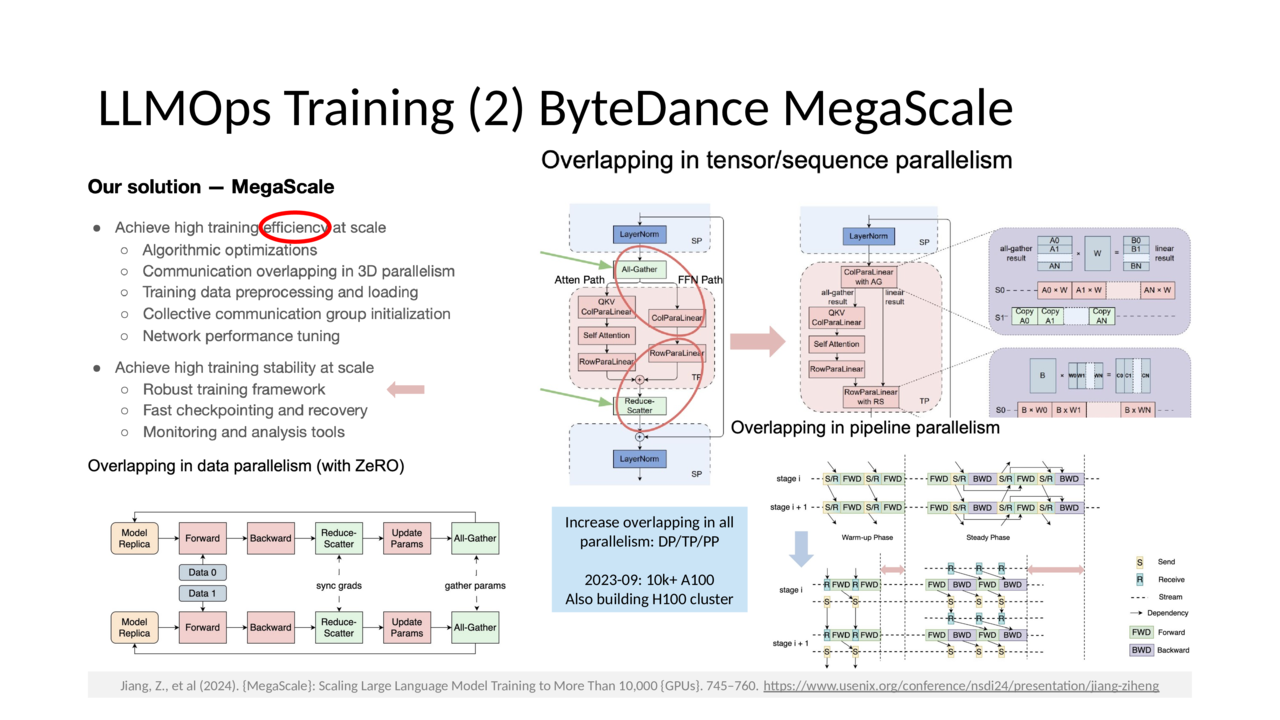 LLMOps Training (2) ByteDance MegaScale
Our solution — MegaScale
● Achieve high training efficiency at scale
○ Algorithmic optimizations
○ Communication overlapping in 3D parallelism
○ Training data preprocessing and loading
○ Collective communication group initialization
○ Network performance tuning
● Achieve high training stability at scale
○ Robust training framework
○ Fast checkpointing and recovery
○ Monitoring and analysis tools
Overlapping in data parallelism (with ZeRO)
Model Replica
Forward
Backward
Reduce-Scatter
Update Params
All-Gather
Data 0
Data 1
sync grads
gather params
Model Replica
Forward
Backward
Reduce-Scatter
Update Params
All-Gather
Overlapping in tensor/sequence parallelism
LayerNorm
SP
All-Gather
Atten Path
FFN Path
QKV
ColParaLinear
ColParaLinear
Self Attention
RowParaLinear
RowParaLinear
TP
Reduce-
Scatter
LayerNorm
SP
LayerNorm
SP
ColParaLinear
with AG
all-gather
result
linear
result
QKV
ColParaLinear
Self Attention
RowParaLinear
RowParaLinear
with RS
TP
all-gather
result
A0
A1
AN
× W =
B0
B1
BN
linear
result
S0
A0 × W
A1 × W
AN × W
S1
Copy
A0
Copy
A1
Copy
AN
B × W0 W1 WN = C0 C1 CN
S0
B × W0
B x W1
B x WN
Increase overlapping in all
parallelism: DP/TP/PP
2023-09: 10k+ A100
Also building H100 cluster
Overlapping in pipeline parallelism
stage i
S/R FWD S/R FWD
FWD S/R BWD S/R FWD S/R BWD
stage i + 1
S/R FWD S/R FWD
FWD S/R BWD S/R FWD S/R BWD
Warm-up Phase
Steady Phase
R R R
stage i
R FWD R FWD
FWD BWD FWD BWD
S S
S S S
R R R
stage i + 1
R FWD R FWD
FWD BWD FWD BWD
S S
S S S
S Send
R Receive
Stream
Dependency
FWD Forward
BWD Backward
Jiang, Z., et al (2024). {MegaScale}: Scaling Large Language Model Training to More Than 10,000 {GPUs}. 745–760. https://www.usenix.org/conference/nsdi24/presentation/jiang-ziheng